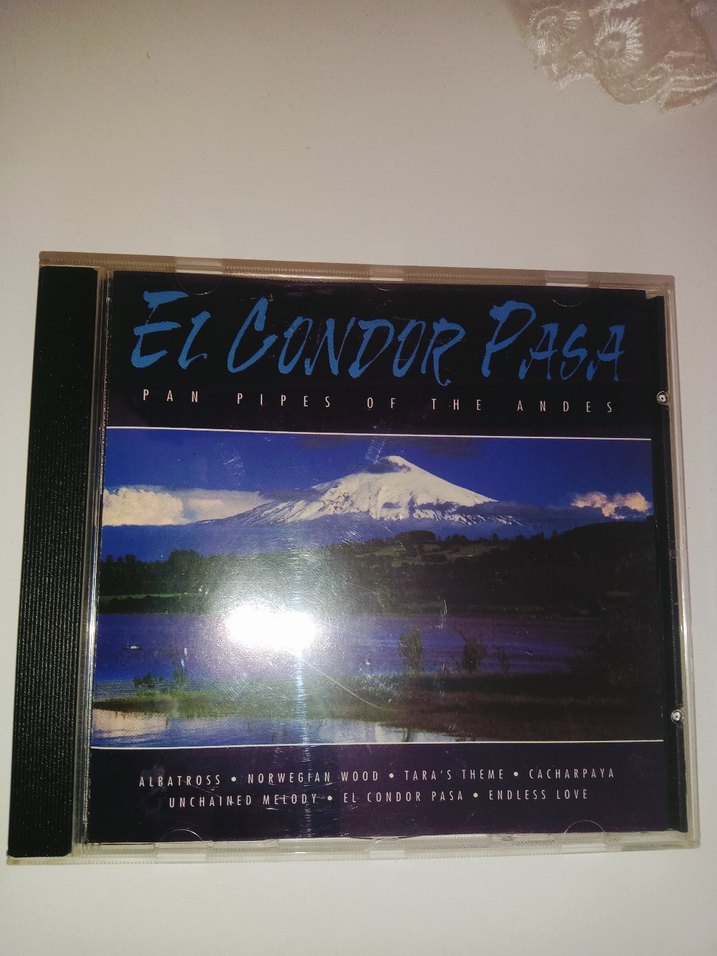 EL CONDOR PASA
PAN PIPES OF THE ANDES
ALBATROSS • NORWEGIAN WOOD • TARA'S THEME • CACHARPAYA
UNCHAINED MELODY • EL CONDOR PASA • ENDLESS LOVE